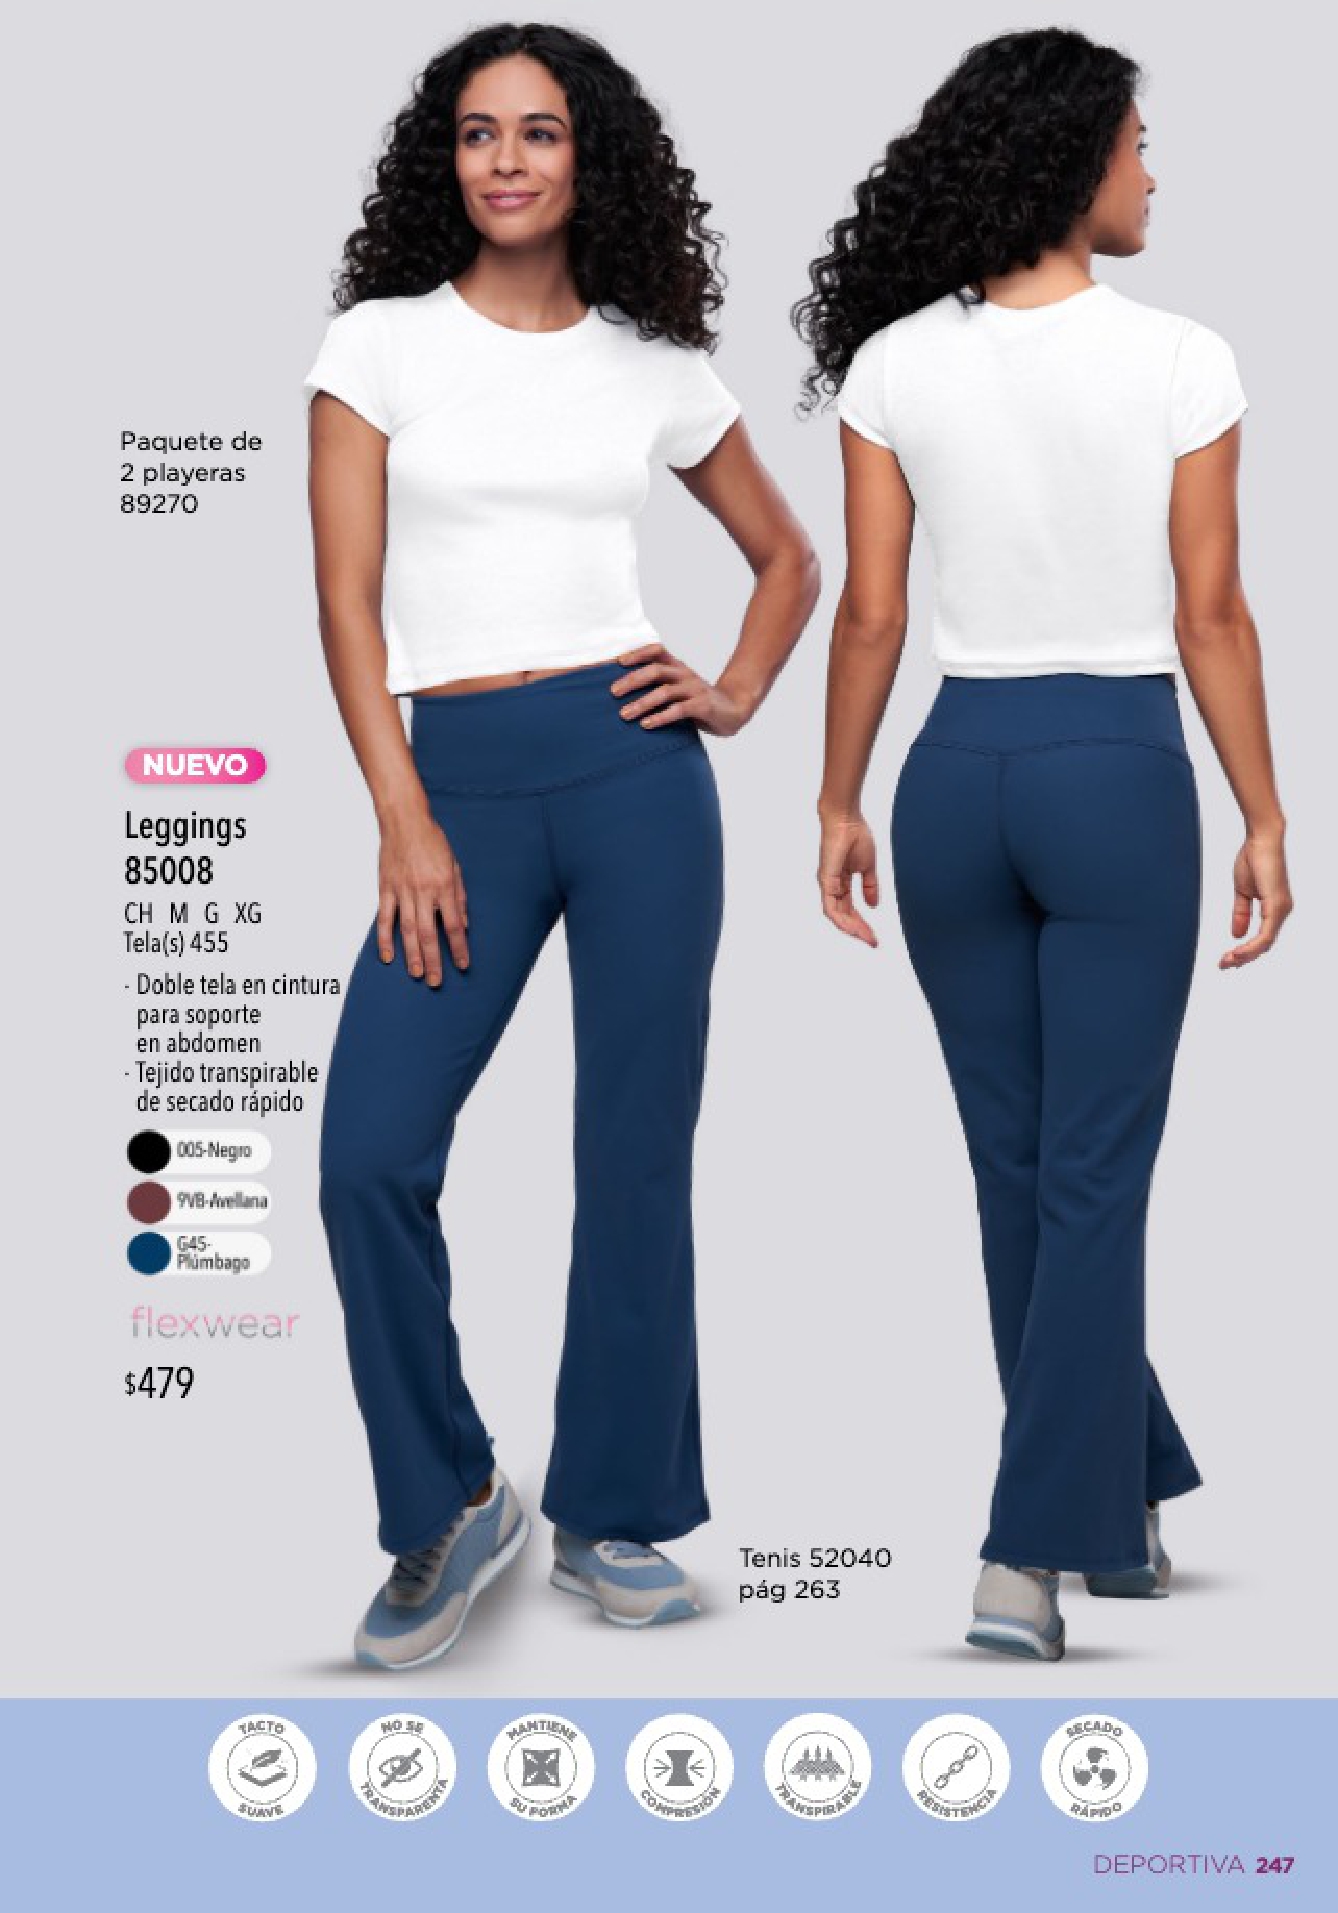 Paquete de
2 playeras
89270
NUEVO
Leggings
85008
CH M G XG
Tela(s) 455
- Doble tela en cintura
para soporte
en abdomen
- Tejido transpirable
de secado rápido
005-Negro
9VB-Avellana
G45-
Plúmbago
flexwear
$479
Tenis 52040
pág 263
TACTO
SUAVE
NO SE
TRANSPARENTA
MANTIENE
SU FORMA
COMPRESIÓN
TRANSPIRABLE
RESISTENCIA
SECADO
RÁPIDO
DEPORTIVA 247